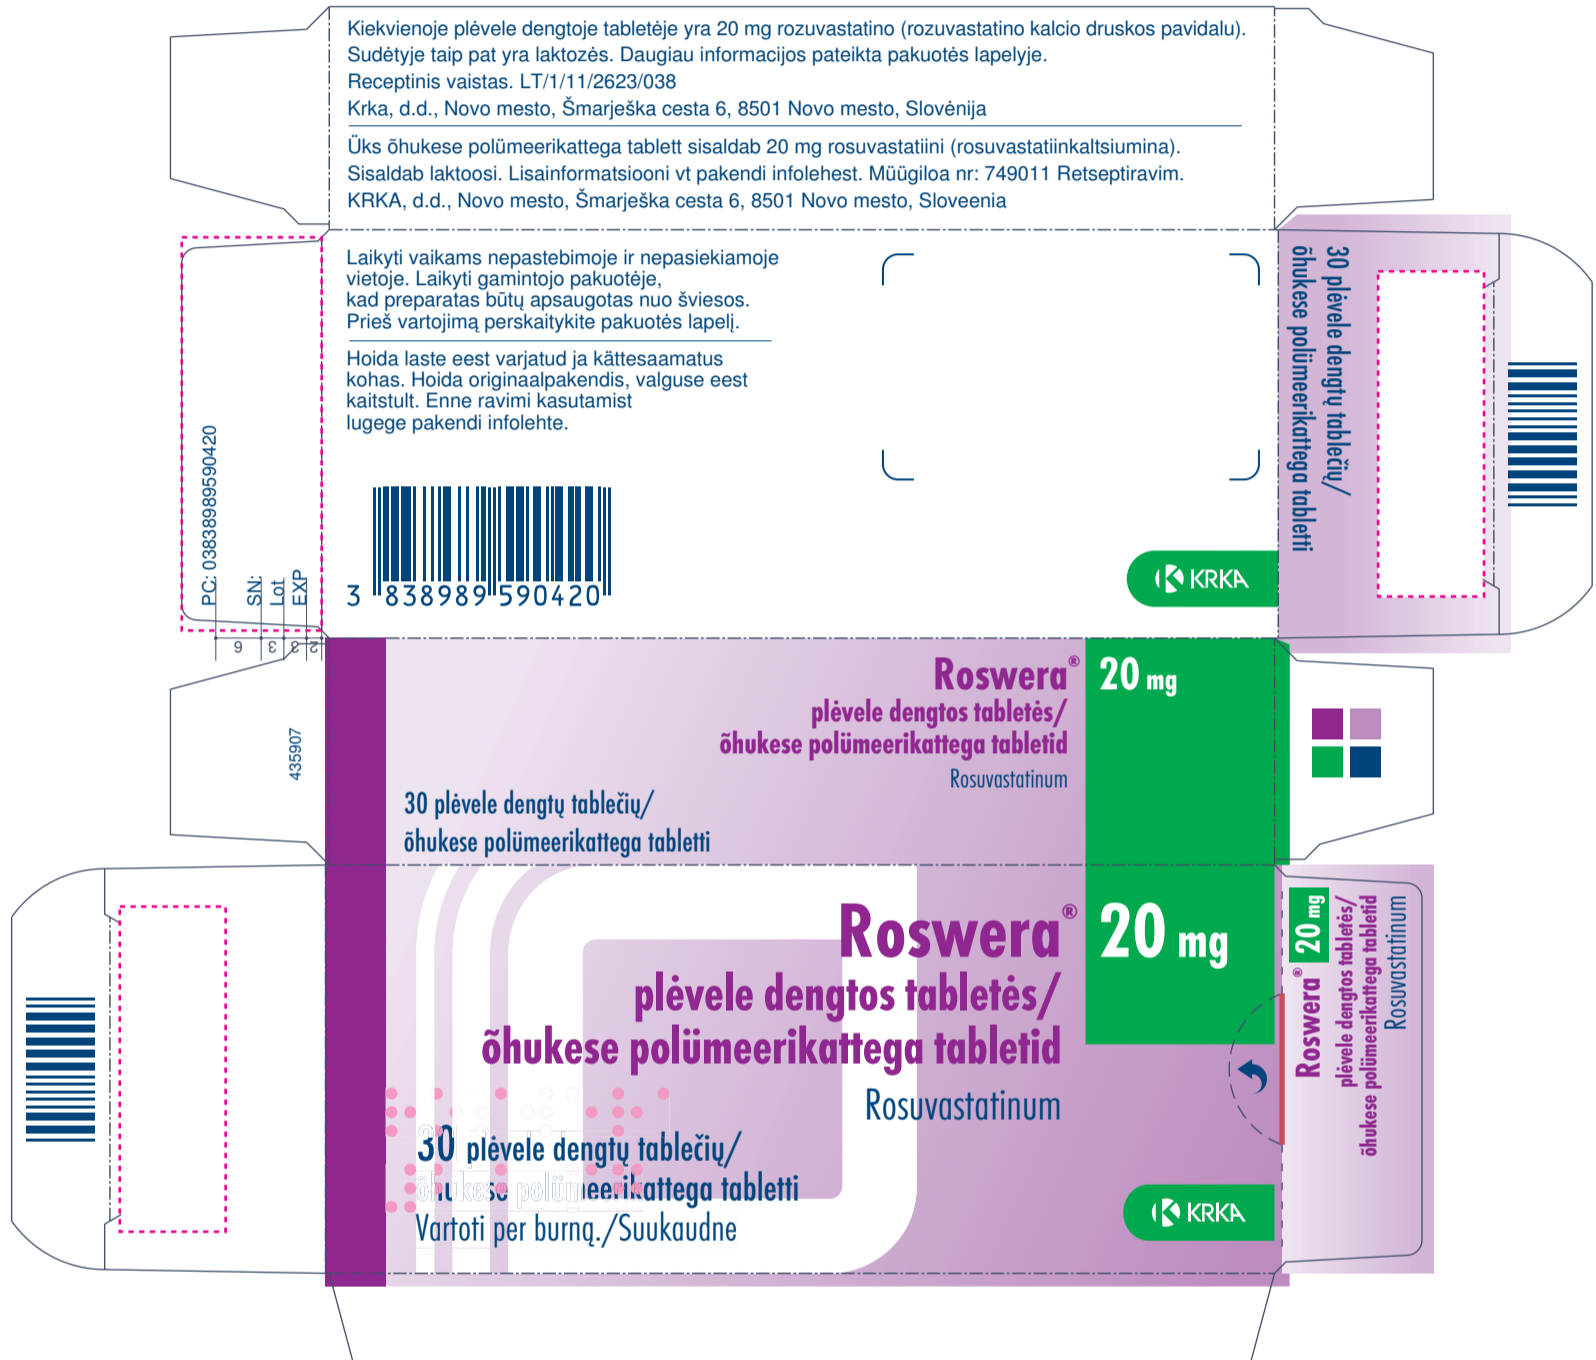 Kiekvienoje plėvele dengtoje tabletėje yra 20 mg rozuvastatino (rozuvastatino kalcio druskos pavidalu).
Sudėtyje taip pat yra laktozės. Daugiau informacijos pateikta pakuotės lapelyje.
Receptinis vaistas. LT/1/11/2623/038
Krka, d.d., Novo mesto, Šmarješka cesta 6, 8501 Novo mesto, Slovėnija
Üks õhukese polümeerikattega tablett sisaldab 20 mg rosuvastatiini (rosuvastatiinkaltsiumina).
Sisaldab laktoosi. Lisainformatsiooni vt pakendi infolehest. Müügiloa nr: 749011 Retseptiravim.
KRKA, d.d., Novo mesto, Šmarješka cesta 6, 8501 Novo mesto, Sloveenia
Laikyti vaikams nepastebimoje ir nepasiekiamoje
vietoje. Laikyti gamintojo pakuotėje,
kad preparatas būtų apsaugotas nuo šviesos.
Prieš vartojimą perskaitykite pakuotės lapelį.
Hoida laste eest varjatud ja kättesaamatus
kohas. Hoida originaalpakendis, valguse eest
kaitstult. Enne ravimi kasutamist
lugege pakendi infolehte.
3 838989 590420
KRKA
30 plėvele dengtų tablečių/
õhukese polümeerikattega tabletti
PC: 03838989590420
SN:
Lot
EXP
6 3 3 2
435907
Roswera® 20 mg
plėvele dengtos tabletės/
õhukese polümeerikattega tabletid
Rosuvastatinum
30 plėvele dengtų tablečių/
õhukese polümeerikattega tabletti
Roswera® 20 mg
plėvele dengtos tabletės/
õhukese polümeerikattega tabletid
Rosuvastatinum
30 plėvele dengtų tablečių/
õhukese polümeerikattega tabletti
Vartoti per burną./Suukaudne
KRKA
Roswera® 20 mg
plėvele dengtos tabletės/
õhukese polümeerikattega tabletid
Rosuvastatinum